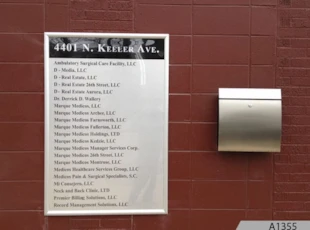 4401 N. Keller Ave.
Ambulatory Surgical Care Facility, LLC
D - Media, LLC
D - Real Estate, LLC
D - Real Estate 26th Street, LLC
D - Real Estate Aurora, LLC
Dr. Derrick D. Wallery
Marque Medicos, LLC
Marque Medicos Archer, LLC
Marque Medicos Farnsworth, LLC
Marque Medicos Fullerton, LLC
Marque Medicos Holdings, LTD
Marque Medicos Kedzie, LLC
Marque Medicos Manager Services Corp.
Marque Medicos 26th Street, LLC
Marque Medicos Montrose, LLC
Medicos Healthcare Services Group, LLC
Medicos Pain & Surgical Specialists, S.C.
LLC
Neck and Back Clinic, LTD
Premier Billing Solutions, LLC
Record Management Solutions, LLC
A1355